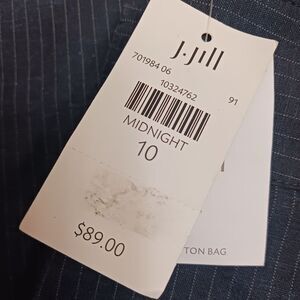 J.Jill
701984 06
10324762
91
MIDNIGHT
10
$89.00
TON BAG